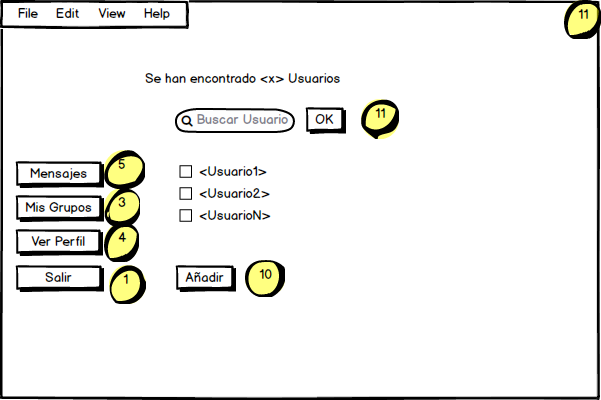 File Edit View Help
11
Se han encontrado <x> Usuarios
Buscar Usuario OK 11
Mensajes 5
<Usuario1>
Mis Grupos 3
<Usuario2>
<UsuarioN>
Ver Perfil 4
Salir 1
Añadir 10